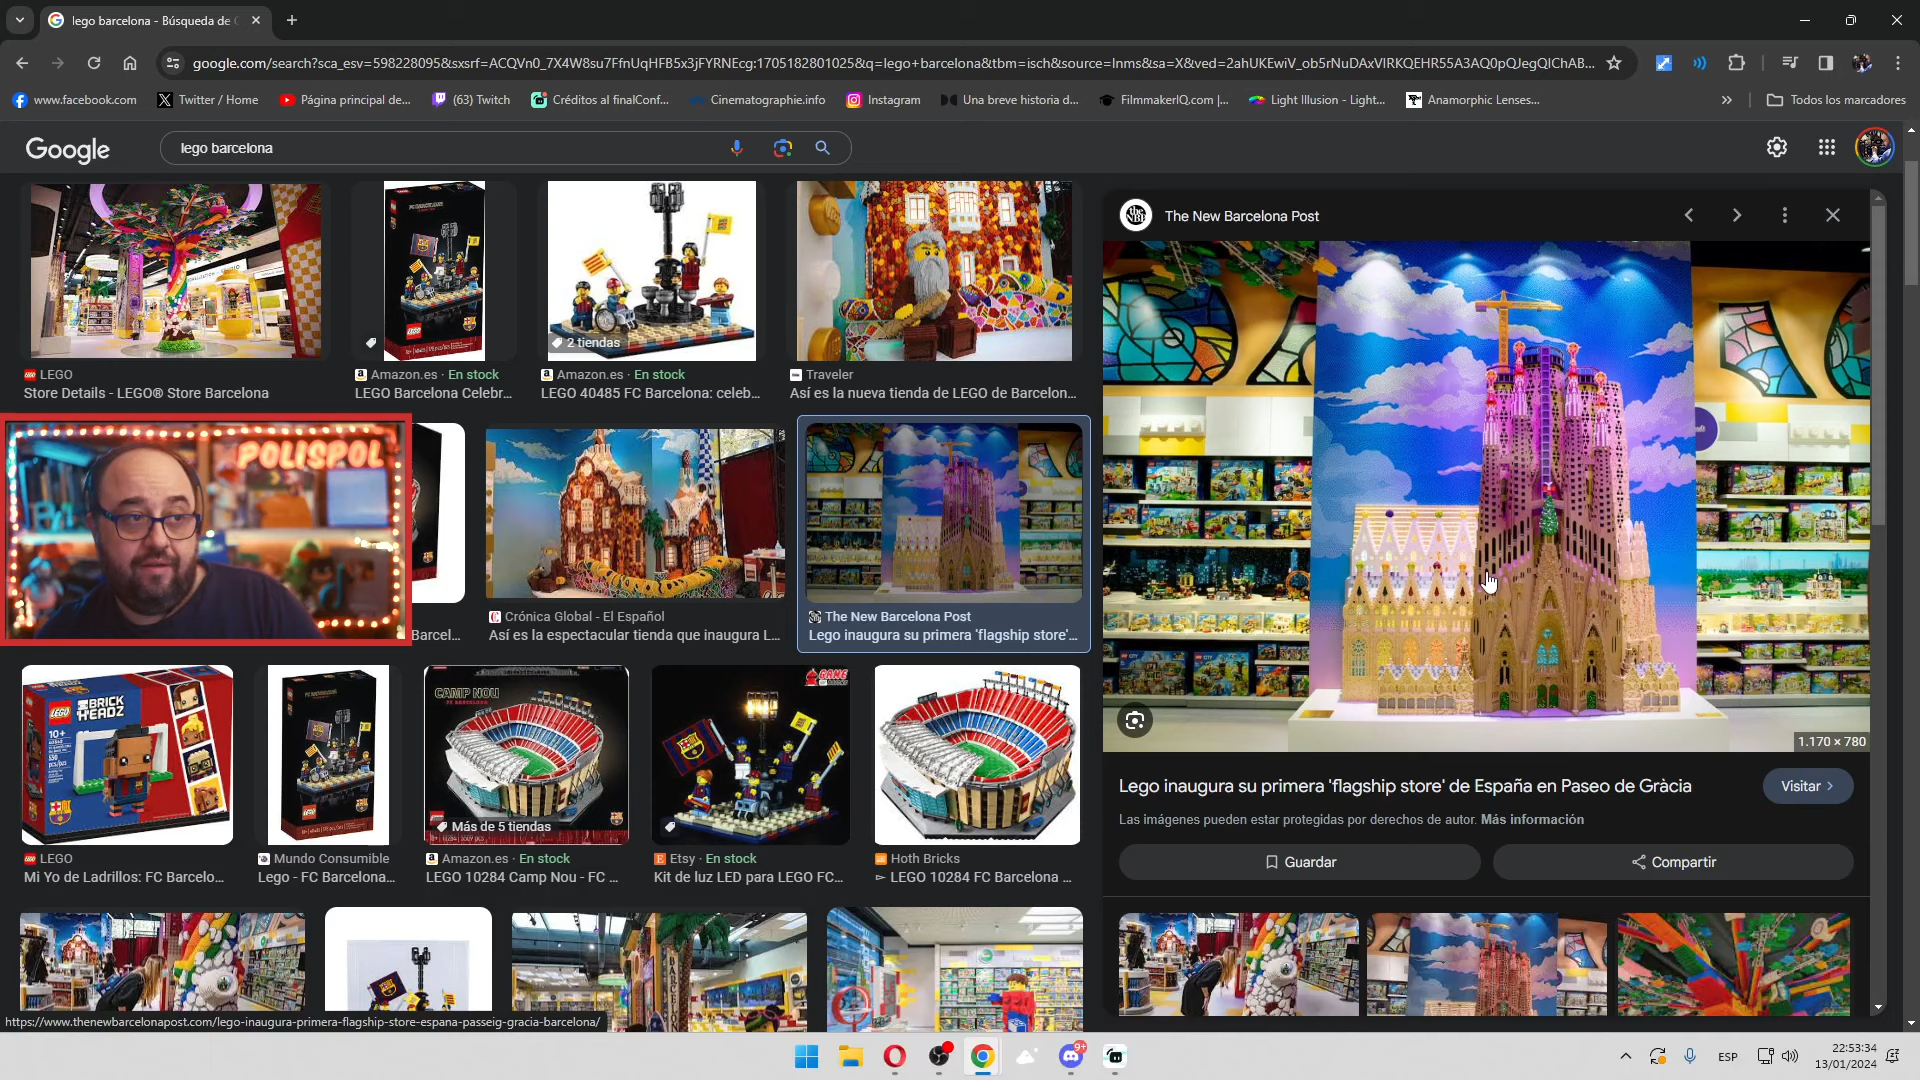 lego barcelona - Búsqueda de G
google.com/search?sca_esv=598228095&sxsrf=ACQVn0_7X4W8su7FfnUqHFB5x3jFYRNEcg:1705182801025&q=lego+barcelona&tbm=isch&source=lnms&sa=X&ved=2ahUKEwiV_ob5rNuDAxVIRKQEHR55A3AQ0pQJegQIChAB...
www.facebook.com
Twitter / Home
Página principal de...
(63) Twitch
Créditos al finalConf...
Cinematographie.info
Instagram
Una breve historia d...
FilmmakerIQ.com |...
Light Illusion - Light...
Anamorphic Lenses...
Todos los marcadores
Google
lego barcelona
2 tiendas
LEGO
Store Details - LEGO® Store Barcelona
Amazon.es · En stock
LEGO Barcelona Celebr...
Amazon.es · En stock
LEGO 40485 FC Barcelona: celeb...
Traveler
Así es la nueva tienda de LEGO de Barcelon...
POLISPOL
Barcel...
Crónica Global - El Español
Así es la espectacular tienda que inaugura L...
The New Barcelona Post
Lego inaugura su primera 'flagship store'...
LEGO
BRICK
HEADZ
10+
CAMP NOU
Más de 5 tiendas
GAME
LEGO
Mi Yo de Ladrillos: FC Barcelo...
Mundo Consumible
Lego - FC Barcelona...
Amazon.es · En stock
LEGO 10284 Camp Nou - FC ...
Etsy · En stock
Kit de luz LED para LEGO FC...
Hoth Bricks
▻ LEGO 10284 FC Barcelona ...
The New Barcelona Post
1.170 × 780
Lego inaugura su primera 'flagship store' de España en Paseo de Gràcia
Visitar
Las imágenes pueden estar protegidas por derechos de autor. Más información
Guardar
Compartir
https://www.thenewbarcelonapost.com/lego-inaugura-primera-flagship-store-espana-passeig-gracia-barcelona/
9+
ESP
22:53:34
13/01/2024